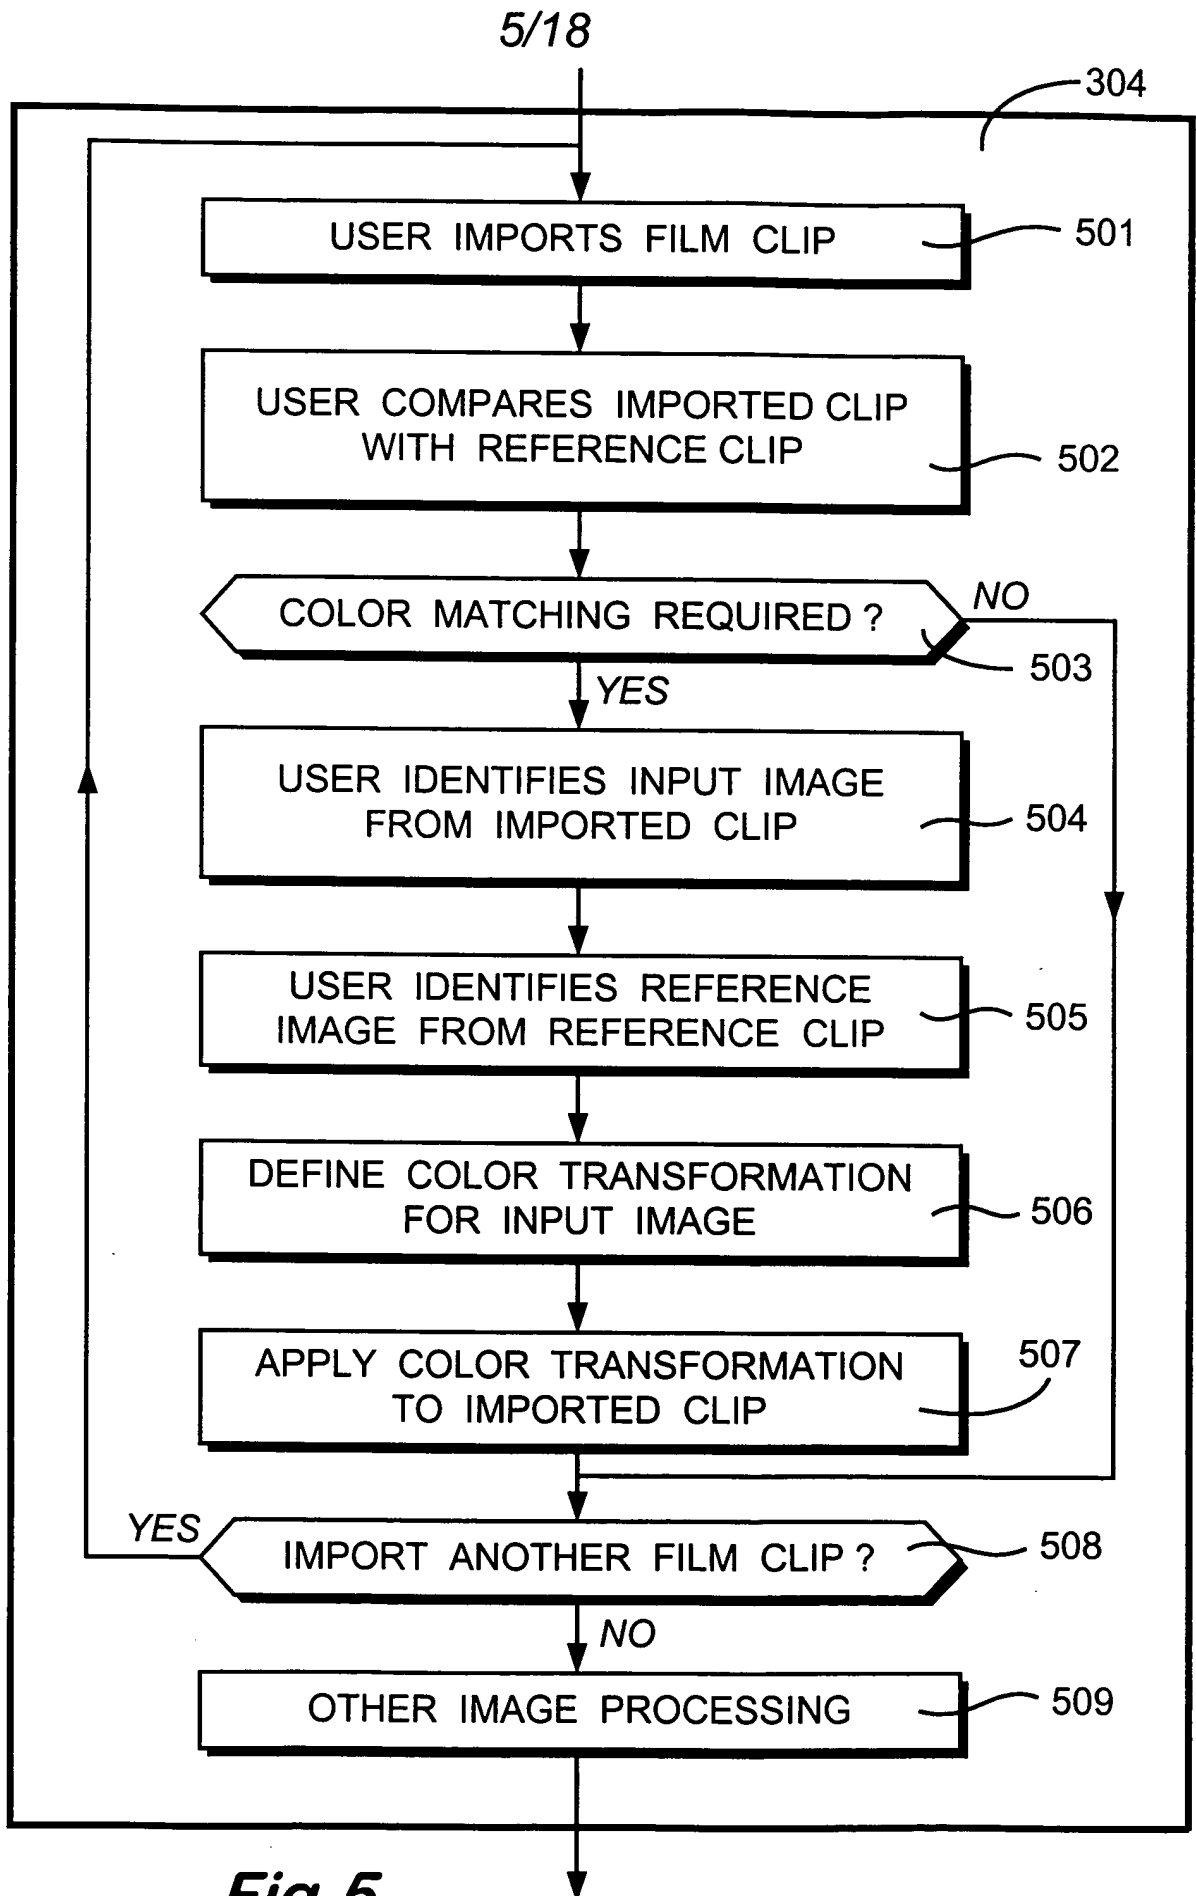 5/18
304
USER IMPORTS FILM CLIP
501
USER COMPARES IMPORTED CLIP
WITH REFERENCE CLIP
502
COLOR MATCHING REQUIRED ?
NO
503
YES
USER IDENTIFIES INPUT IMAGE
FROM IMPORTED CLIP
504
USER IDENTIFIES REFERENCE
IMAGE FROM REFERENCE CLIP
505
DEFINE COLOR TRANSFORMATION
FOR INPUT IMAGE
506
APPLY COLOR TRANSFORMATION
TO IMPORTED CLIP
507
YES
IMPORT ANOTHER FILM CLIP ?
508
NO
OTHER IMAGE PROCESSING
509
Fig 5